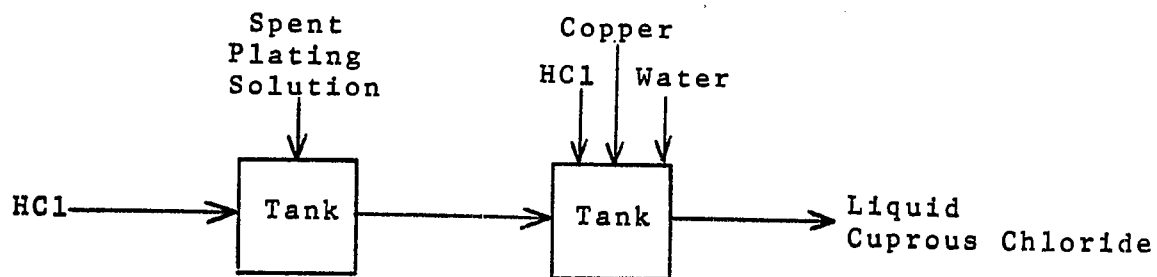 Spent
Plating
Solution
Copper
HCl
Water
HCl
Tank
Tank
Liquid
Cuprous Chloride